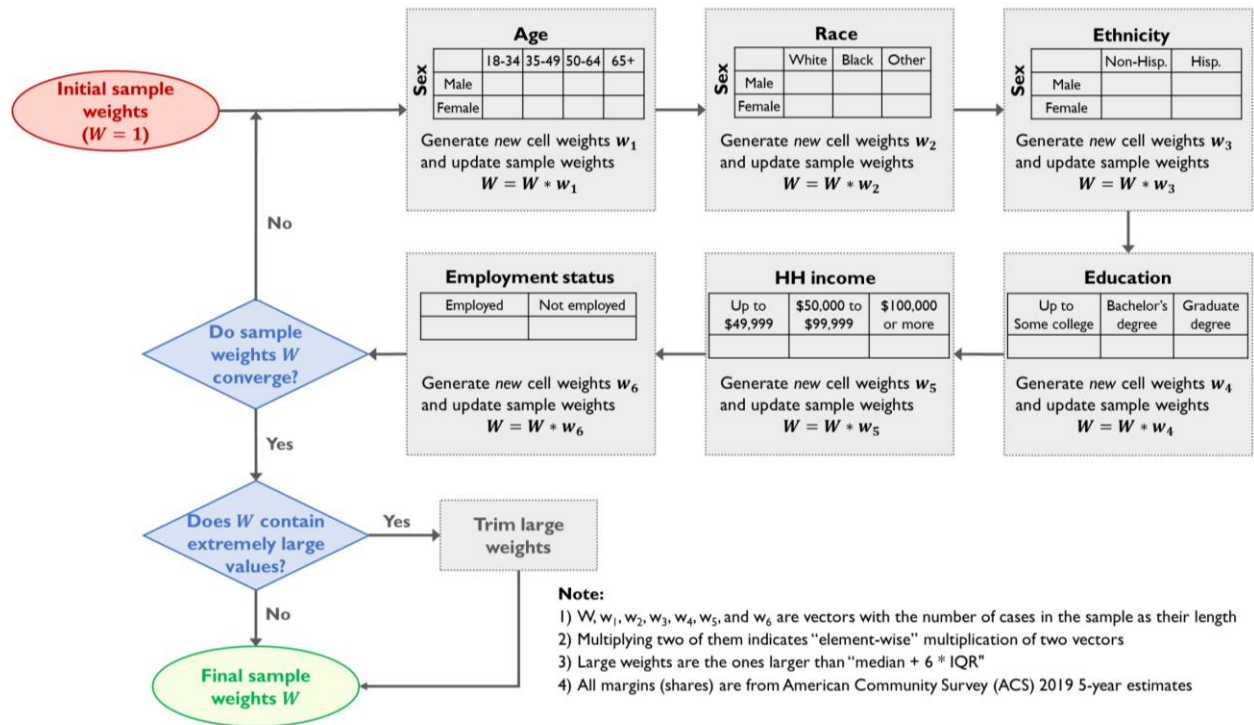 Initial sample
weights
(W = 1)
Age
Sex
18-34 35-49 50-64 65+
Male
Female
Generate new cell weights w₁
and update sample weights
W = W * w₁
Race
Sex
White Black Other
Male
Female
Generate new cell weights w₂
and update sample weights
W = W * w₂
Ethnicity
Sex
Non-Hisp. Hisp.
Male
Female
Generate new cell weights w₃
and update sample weights
W = W * w₃
Education
Up to
Some college
Bachelor's
degree
Graduate
degree
Generate new cell weights w₄
and update sample weights
W = W * w₄
HH income
Up to
$49,999
$50,000 to
$99,999
$100,000
or more
Generate new cell weights w₅
and update sample weights
W = W * w₅
Employment status
Employed Not employed
Generate new cell weights w₆
and update sample weights
W = W * w₆
Do sample
weights W
converge?
No
Yes
Does W contain
extremely large
values?
Yes
Trim large
weights
No
Final sample
weights W
Note:
1) W, w₁, w₂, w₃, w₄, w₅, and w₆ are vectors with the number of cases in the sample as their length
2) Multiplying two of them indicates “element-wise” multiplication of two vectors
3) Large weights are the ones larger than “median + 6 * IQR"
4) All margins (shares) are from American Community Survey (ACS) 2019 5-year estimates